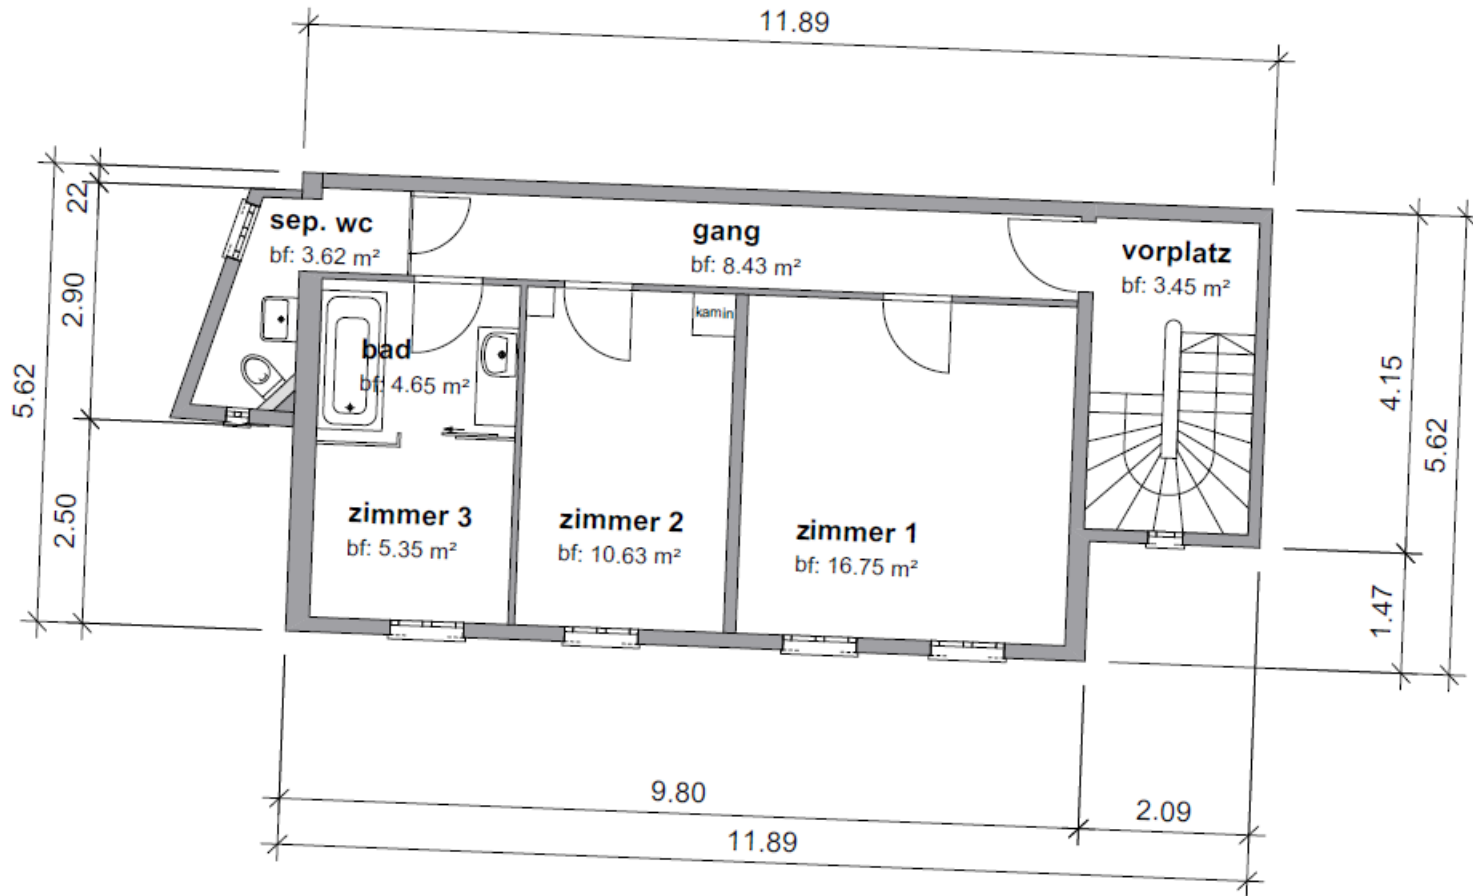 11.89
22
2.90
5.62
2.50
sep. wc
bf: 3.62 m²
gang
bf: 8.43 m²
vorplatz
bf: 3.45 m²
kamin
bad
bf: 4.65 m²
zimmer 3
bf: 5.35 m²
zimmer 2
bf: 10.63 m²
zimmer 1
bf: 16.75 m²
4.15
5.62
1.47
9.80
2.09
11.89